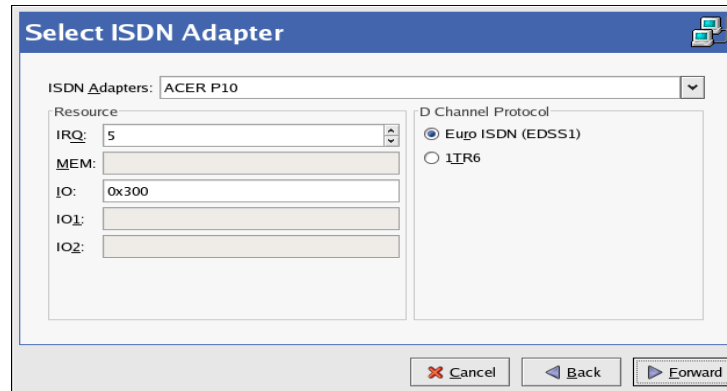 Select ISDN Adapter
ISDN Adapters: ACER P10
Resource
IRQ: 5
MEM:
IO: 0x300
IO1:
IO2:
D Channel Protocol
Euro ISDN (EDSS1)
1TR6
Cancel Back Forward